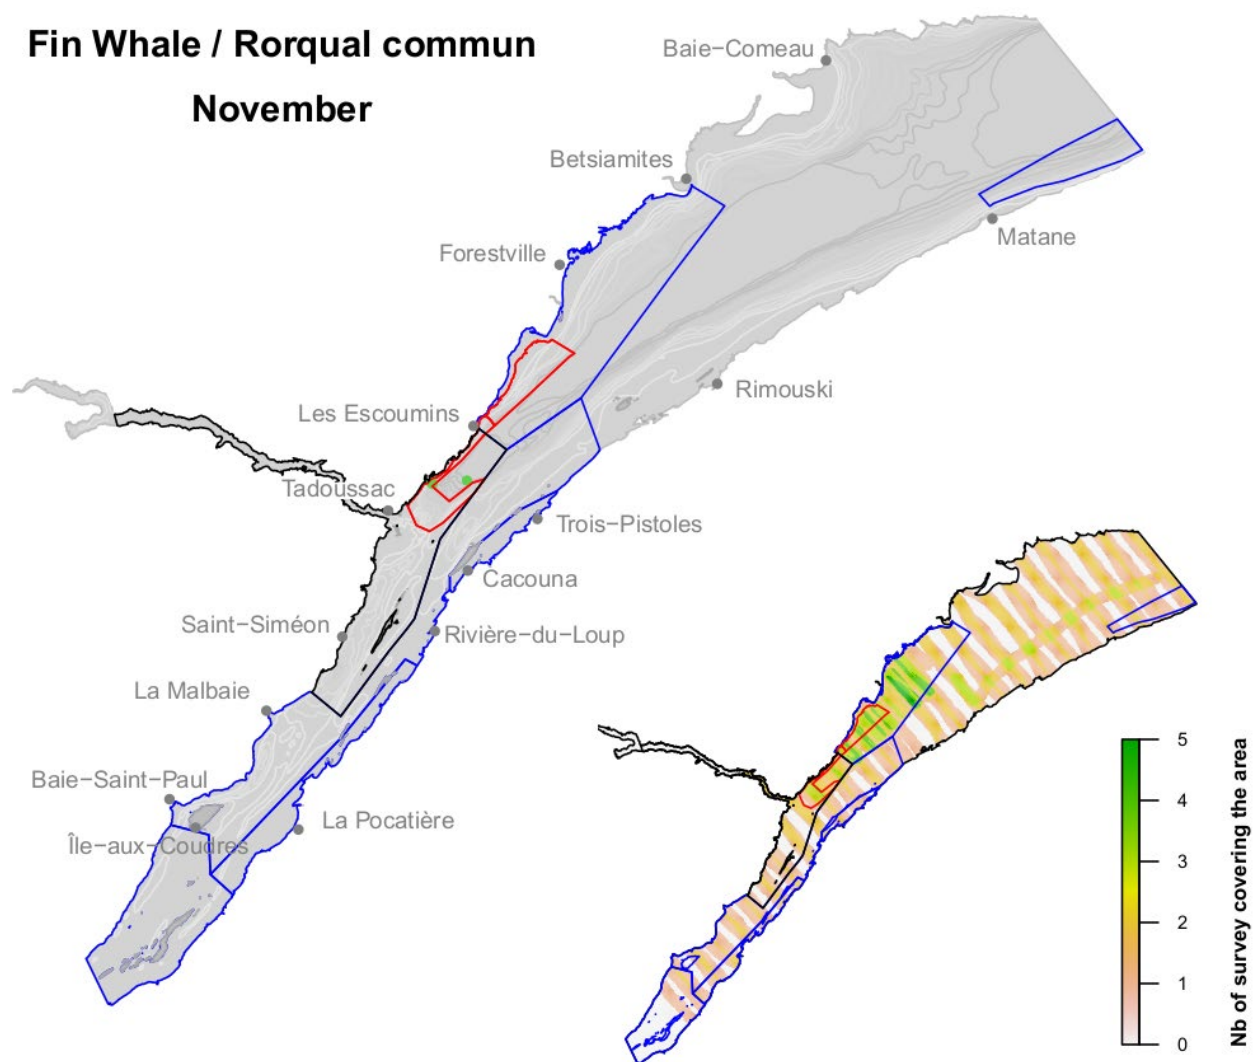 Fin Whale / Rorqual commun
November
Baie−Comeau
Betsiamites
Forestville
Matane
Rimouski
Les Escoumins
Tadoussac
Trois−Pistoles
Cacouna
Saint−Siméon
Rivière−du−Loup
La Malbaie
Baie−Saint−Paul
La Pocatière
Île−aux−Coudres
5
4
3
2
1
0
Nb of survey covering the area